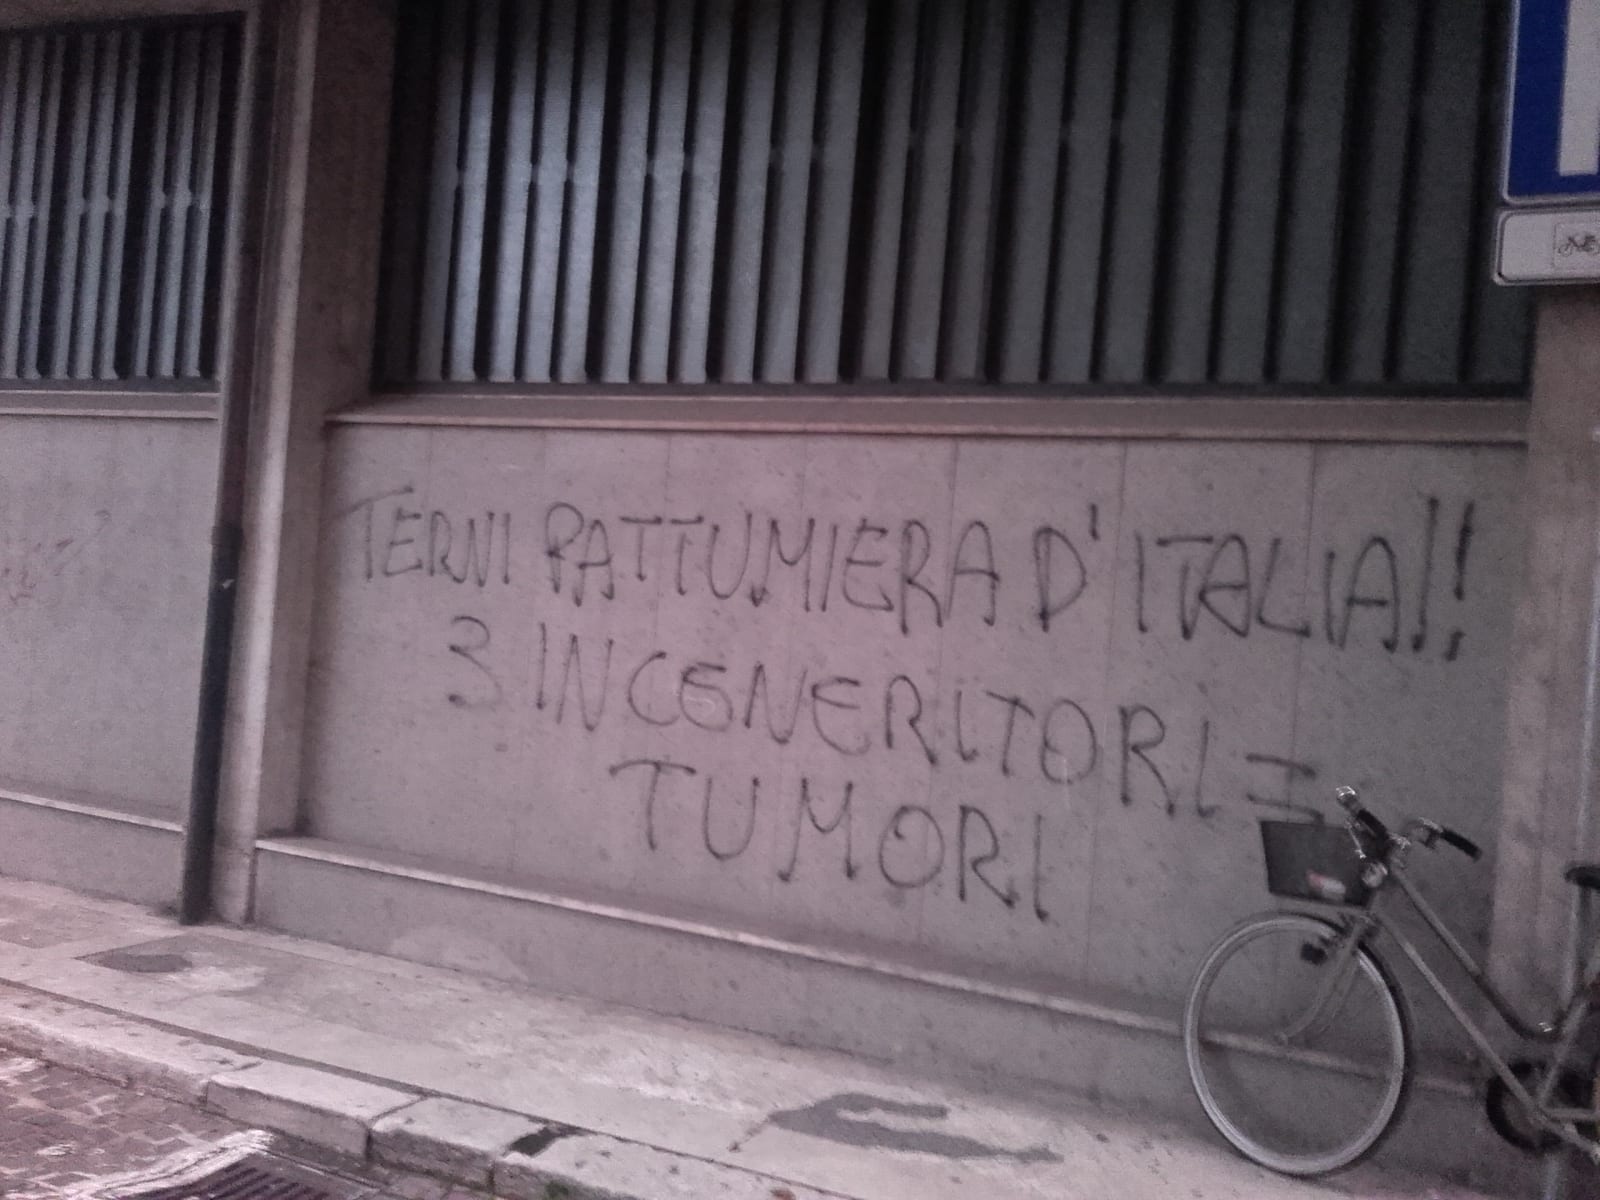 TERNI PATTUMIERA D'ITALIA!!
3 INCENERITORI =
TUMORI